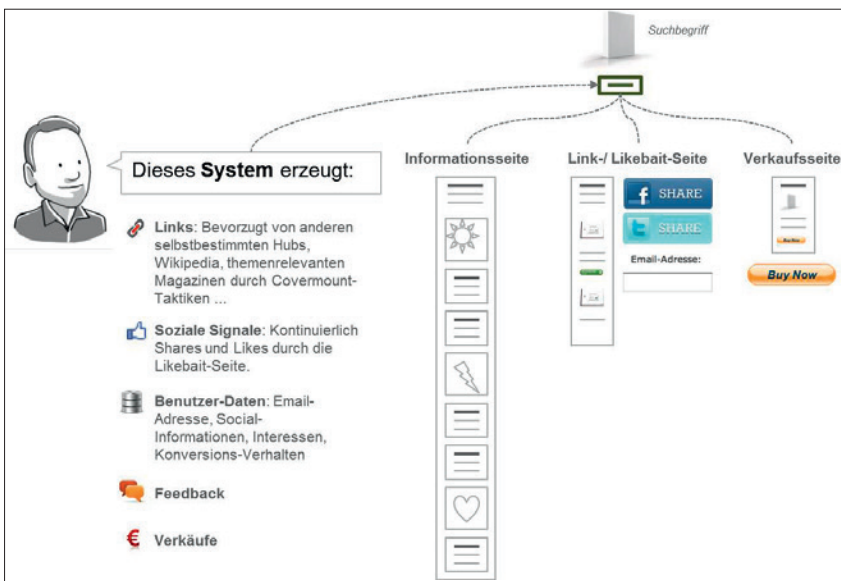 Suchbegriff
Dieses System erzeugt:
Links: Bevorzugt von anderen
selbstbestimmten Hubs,
Wikipedia, themenrelevanten
Magazinen durch Covermount-
Taktiken ...
Soziale Signale: Kontinuierlich
Shares und Likes durch die
Likebait-Seite.
Benutzer-Daten: Email-
Adresse, Social-
Informationen, Interessen,
Konversions-Verhalten
Feedback
€ Verkäufe
Informationsseite
Link-/ Likebait-Seite
f SHARE
t SHARE
Email-Adresse:
Verkaufsseite
Buy Now